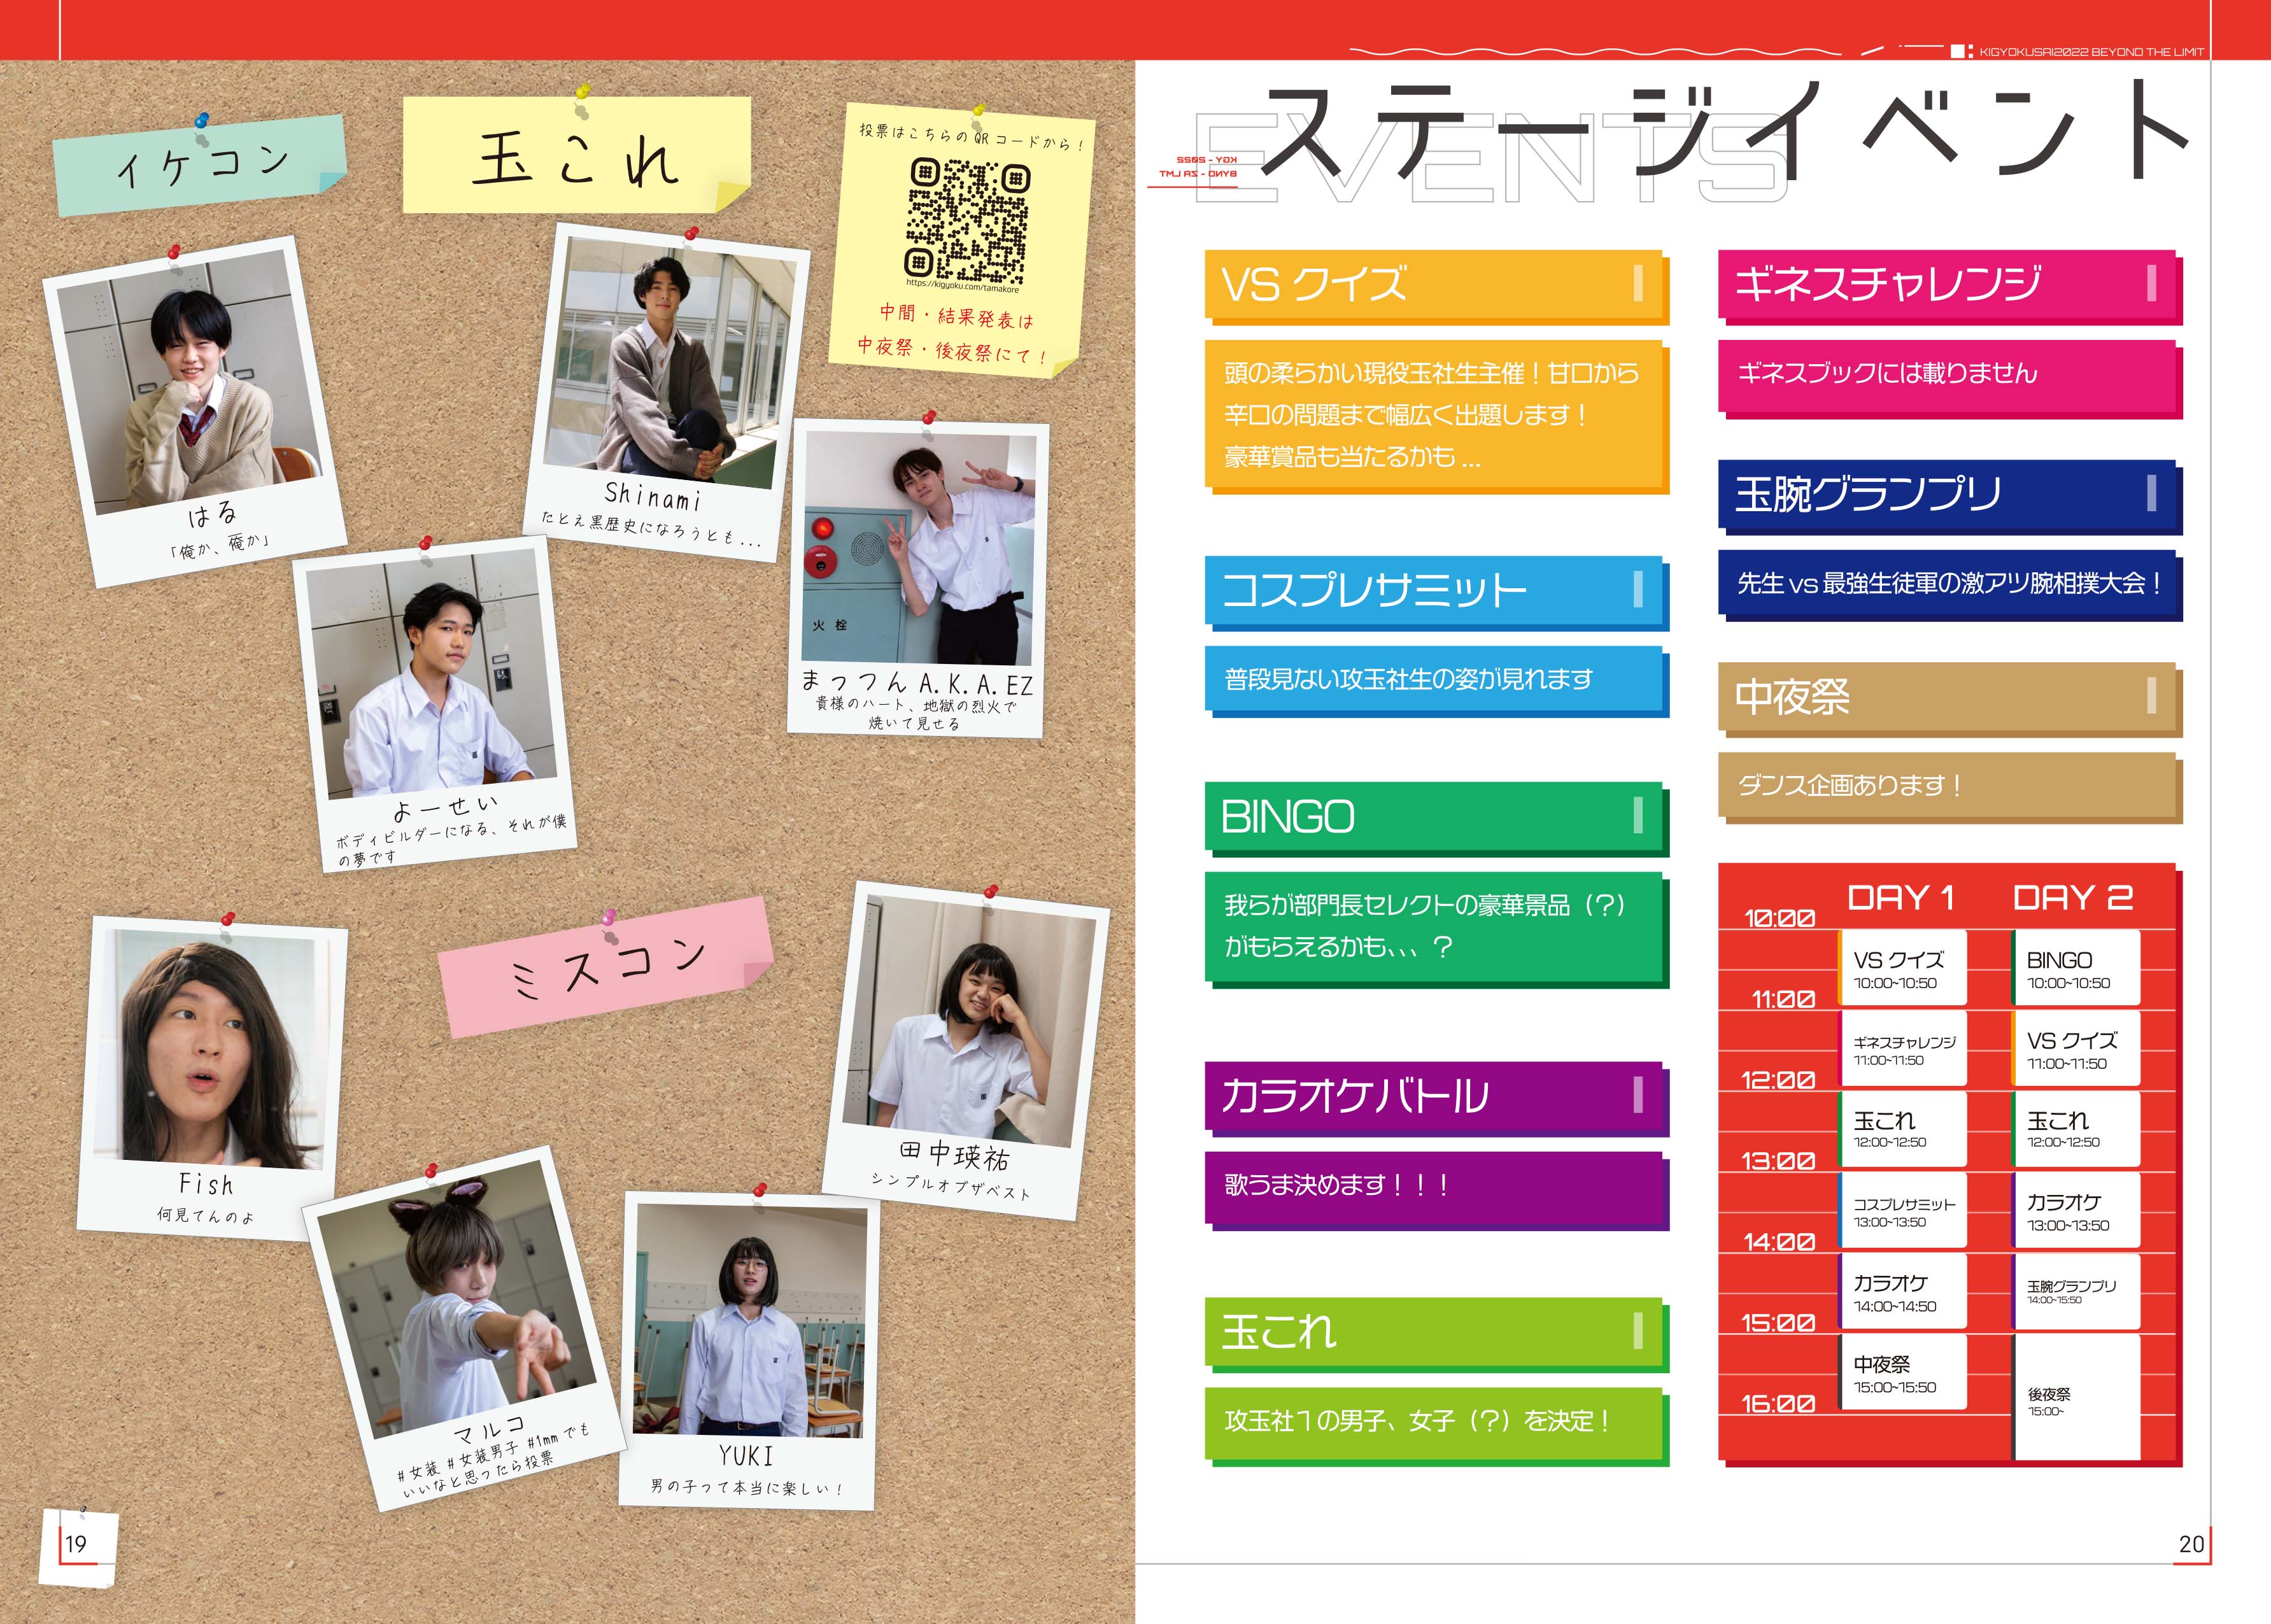 イケコン
玉これ
投票はこちらのQRコードから！
https://kigyoku.com/tamakore
中間・結果発表は
中夜祭・後夜祭にて！
はる
「俺か、俺か」
Shinami
たとえ黒歴史になろうとも...
まっつん A.K.A.EZ
貴様のハート、地獄の烈火で
焼いて見せる
火 栓
よーせい
ボディビルダーになる、それが僕
の夢です
ミスコン
Fish
何見てんのよ
田中瑛祐
シンプルオブザベスト
マルコ
#女装 #女装男子 #1mmでも
いいなと思ったら投票
YUKI
男の子って本当に楽しい！
19
KIGYOKUSAI2022 BEYOND THE LIMIT
EVENTS
ステージイベント
VS クイズ
頭の柔らかい現役玉社生主催！甘口から
辛口の問題まで幅広く出題します！
豪華賞品も当たるかも...
コスプレサミット
普段見ない攻玉社生の姿が見れます
BINGO
我らが部門長セレクトの豪華景品（？）
がもらえるかも、、、？
カラオケバトル
歌うま決めます！！！
玉これ
攻玉社１の男子、女子（？）を決定！
ギネスチャレンジ
ギネスブックには載りません
玉腕グランプリ
先生 vs 最強生徒軍の激アツ腕相撲大会！
中夜祭
ダンス企画あります！
DAY 1 DAY 2
10:00
VS クイズ
10:00~10:50
BINGO
10:00~10:50
11:00
ギネスチャレンジ
11:00~11:50
VS クイズ
11:00~11:50
12:00
玉これ
12:00~12:50
玉これ
12:00~12:50
13:00
コスプレサミット
13:00~13:50
カラオケ
13:00~13:50
14:00
カラオケ
14:00~14:50
玉腕グランプリ
14:00~15:50
15:00
中夜祭
15:00~15:50
後夜祭
15:00~
16:00
20